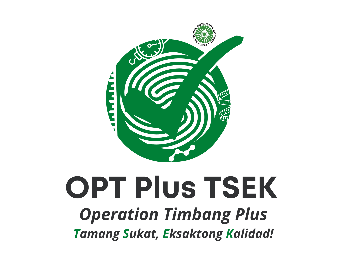 OPT Plus TSEK
Operation Timbang Plus
Tamang Sukat, Eksaktong Kalidad!